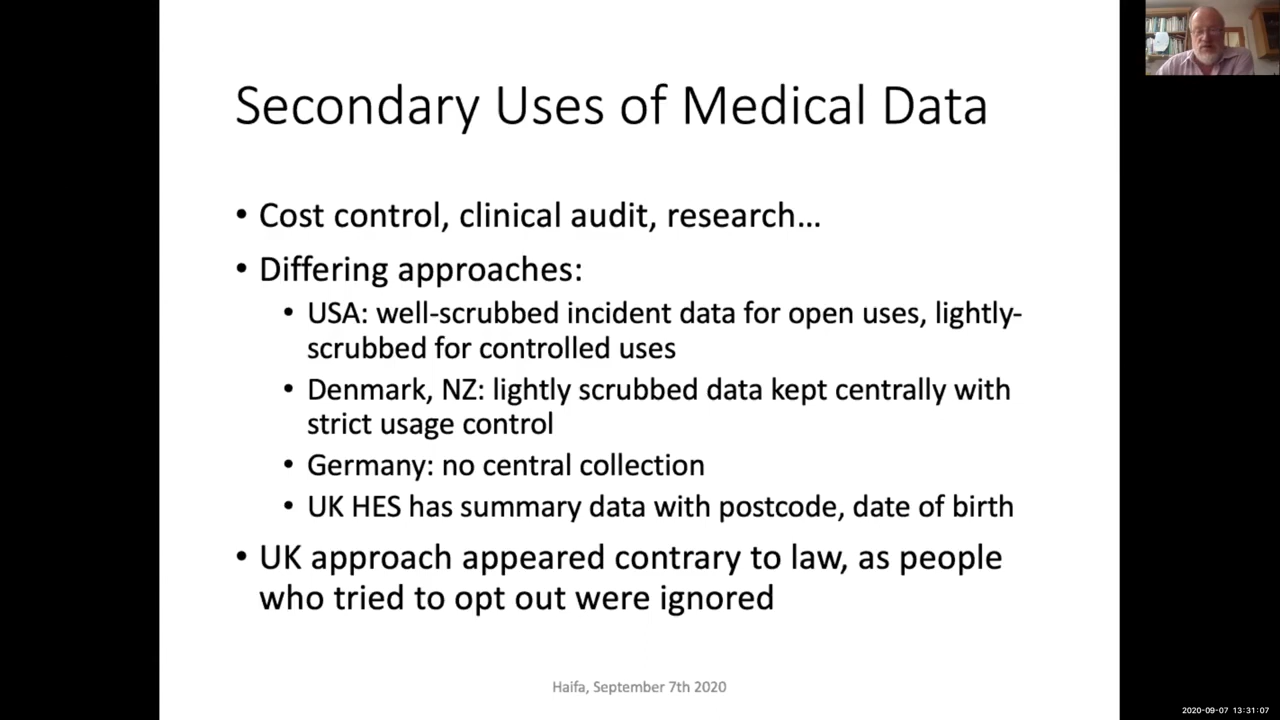 Secondary Uses of Medical Data
• Cost control, clinical audit, research…
• Differing approaches:
• USA: well-scrubbed incident data for open uses, lightly-
scrubbed for controlled uses
• Denmark, NZ: lightly scrubbed data kept centrally with
strict usage control
• Germany: no central collection
• UK HES has summary data with postcode, date of birth
• UK approach appeared contrary to law, as people
who tried to opt out were ignored
Haifa, September 7th 2020
2020-09-07 13:31:07